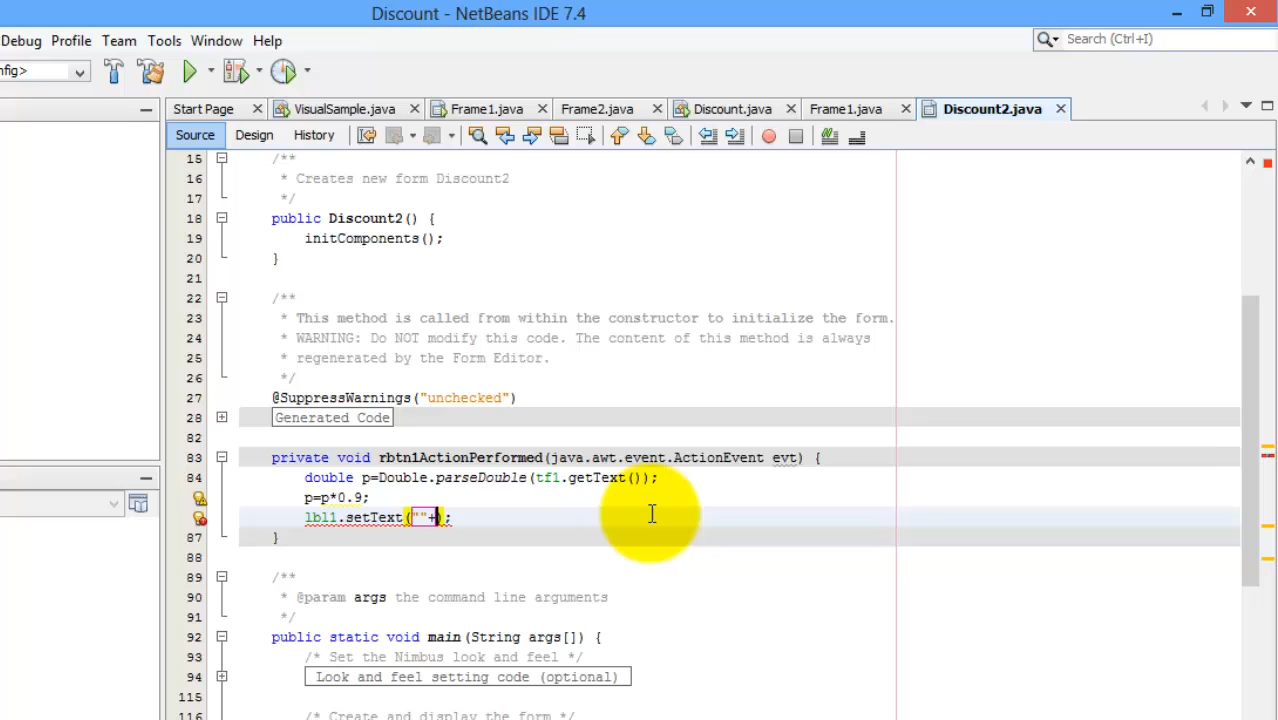 Discount - NetBeans IDE 7.4
Debug Profile Team Tools Window Help
Search (Ctrl+I)
nfig>
Start Page VisualSample.java Frame1.java Frame2.java Discount.java Frame1.java Discount2.java
Source Design History
15 /**
16 * Creates new form Discount2
17 */
18 public Discount2() {
19 initComponents();
20 }
21
22 /**
23 * This method is called from within the constructor to initialize the form.
24 * WARNING: Do NOT modify this code. The content of this method is always
25 * regenerated by the Form Editor.
26 */
27 @SuppressWarnings("unchecked")
28 Generated Code
82
83 private void rbtn1ActionPerformed(java.awt.event.ActionEvent evt) {
84 double p=Double.parseDouble(tf1.getText());
p=p*0.9;
lbl1.setText(""+);
87 }
88
89 /**
90 * @param args the command line arguments
91 */
92 public static void main(String args[]) {
93 /* Set the Nimbus look and feel */
94 Look and feel setting code (optional)
115
116 /* Create and display the form */